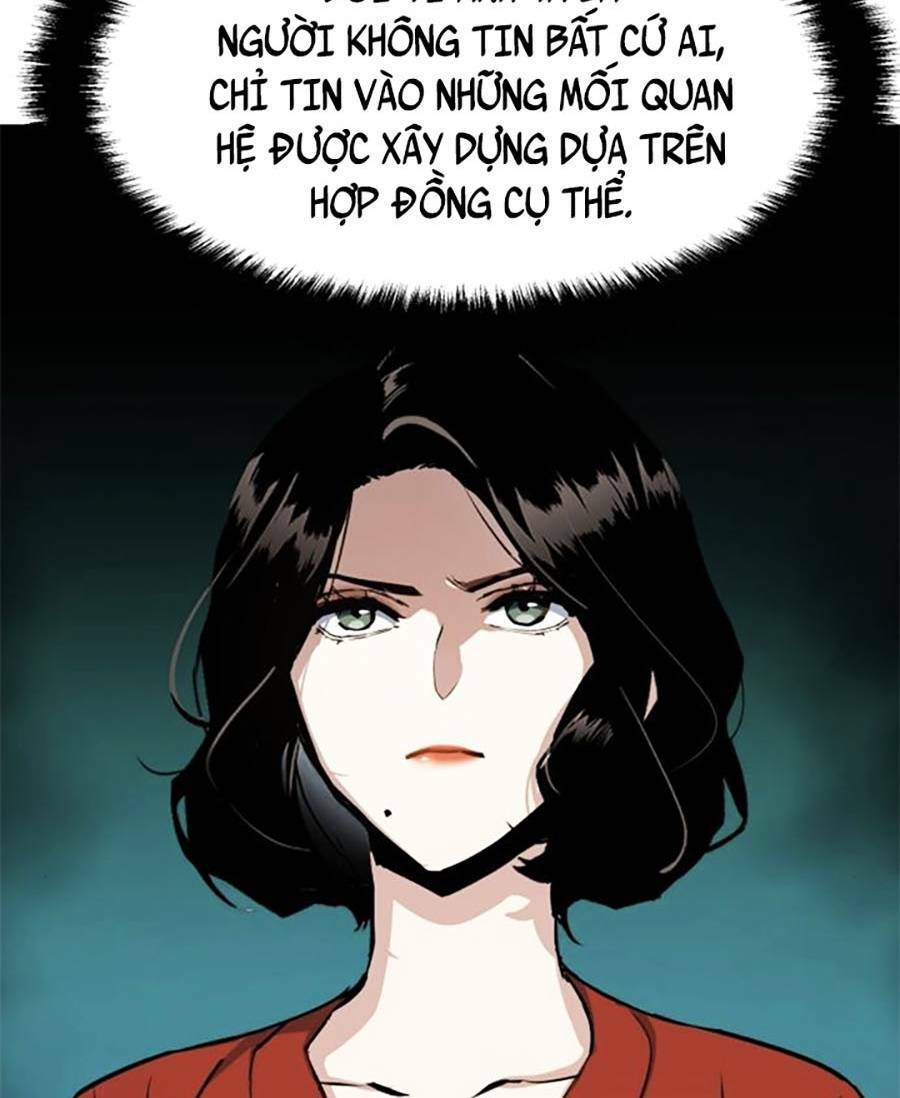 NGƯỜI KHÔNG TIN BẤT CỨ AI,
CHỈ TIN VÀO NHỮNG MỐI QUAN
HỆ ĐƯỢC XÂY DỰNG DỰA TRÊN
HỢP ĐỒNG CỤ THỂ.